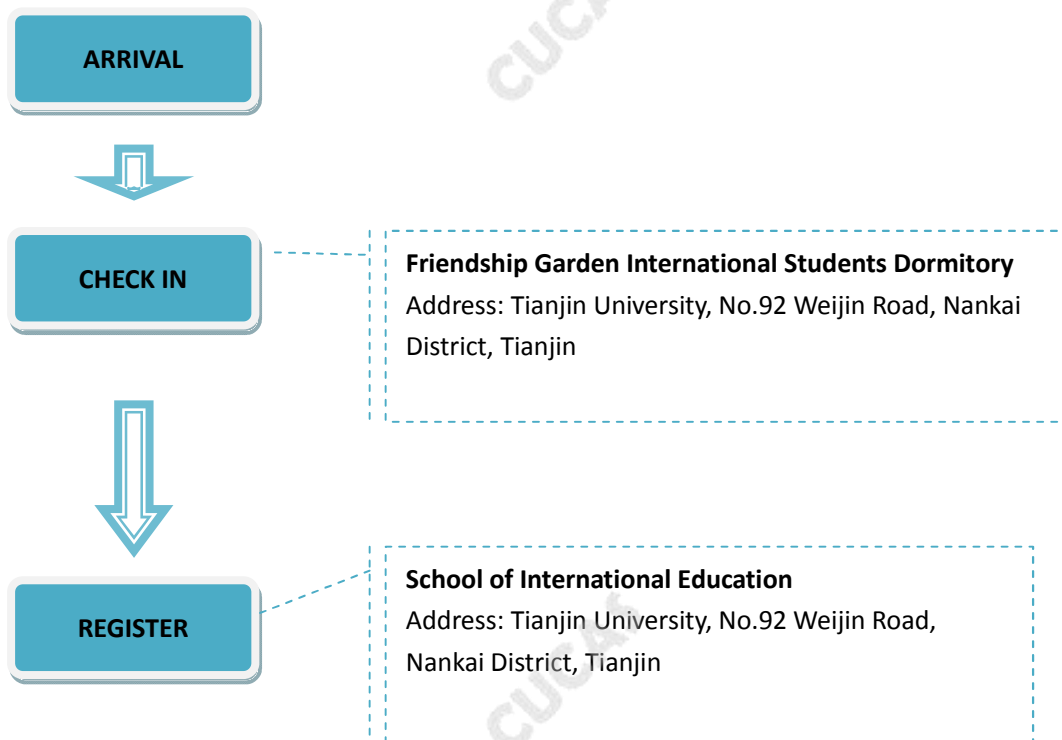 ARRIVAL
CHECK IN
Friendship Garden International Students Dormitory
Address: Tianjin University, No.92 Weijin Road, Nankai
District, Tianjin
REGISTER
School of International Education
Address: Tianjin University, No.92 Weijin Road,
Nankai District, Tianjin